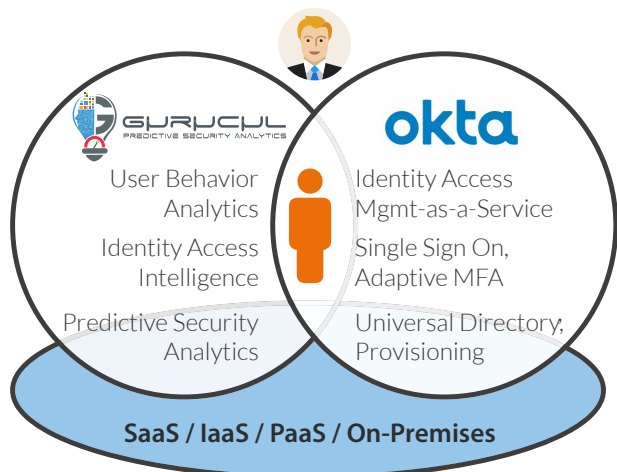 GURUCUL
PREDICTIVE SECURITY ANALYTICS
User Behavior
Analytics
Identity Access
Intelligence
Predictive Security
Analytics
okta
Identity Access
Mgmt-as-a-Service
Single Sign On,
Adaptive MFA
Universal Directory,
Provisioning
SaaS / IaaS / PaaS / On-Premises